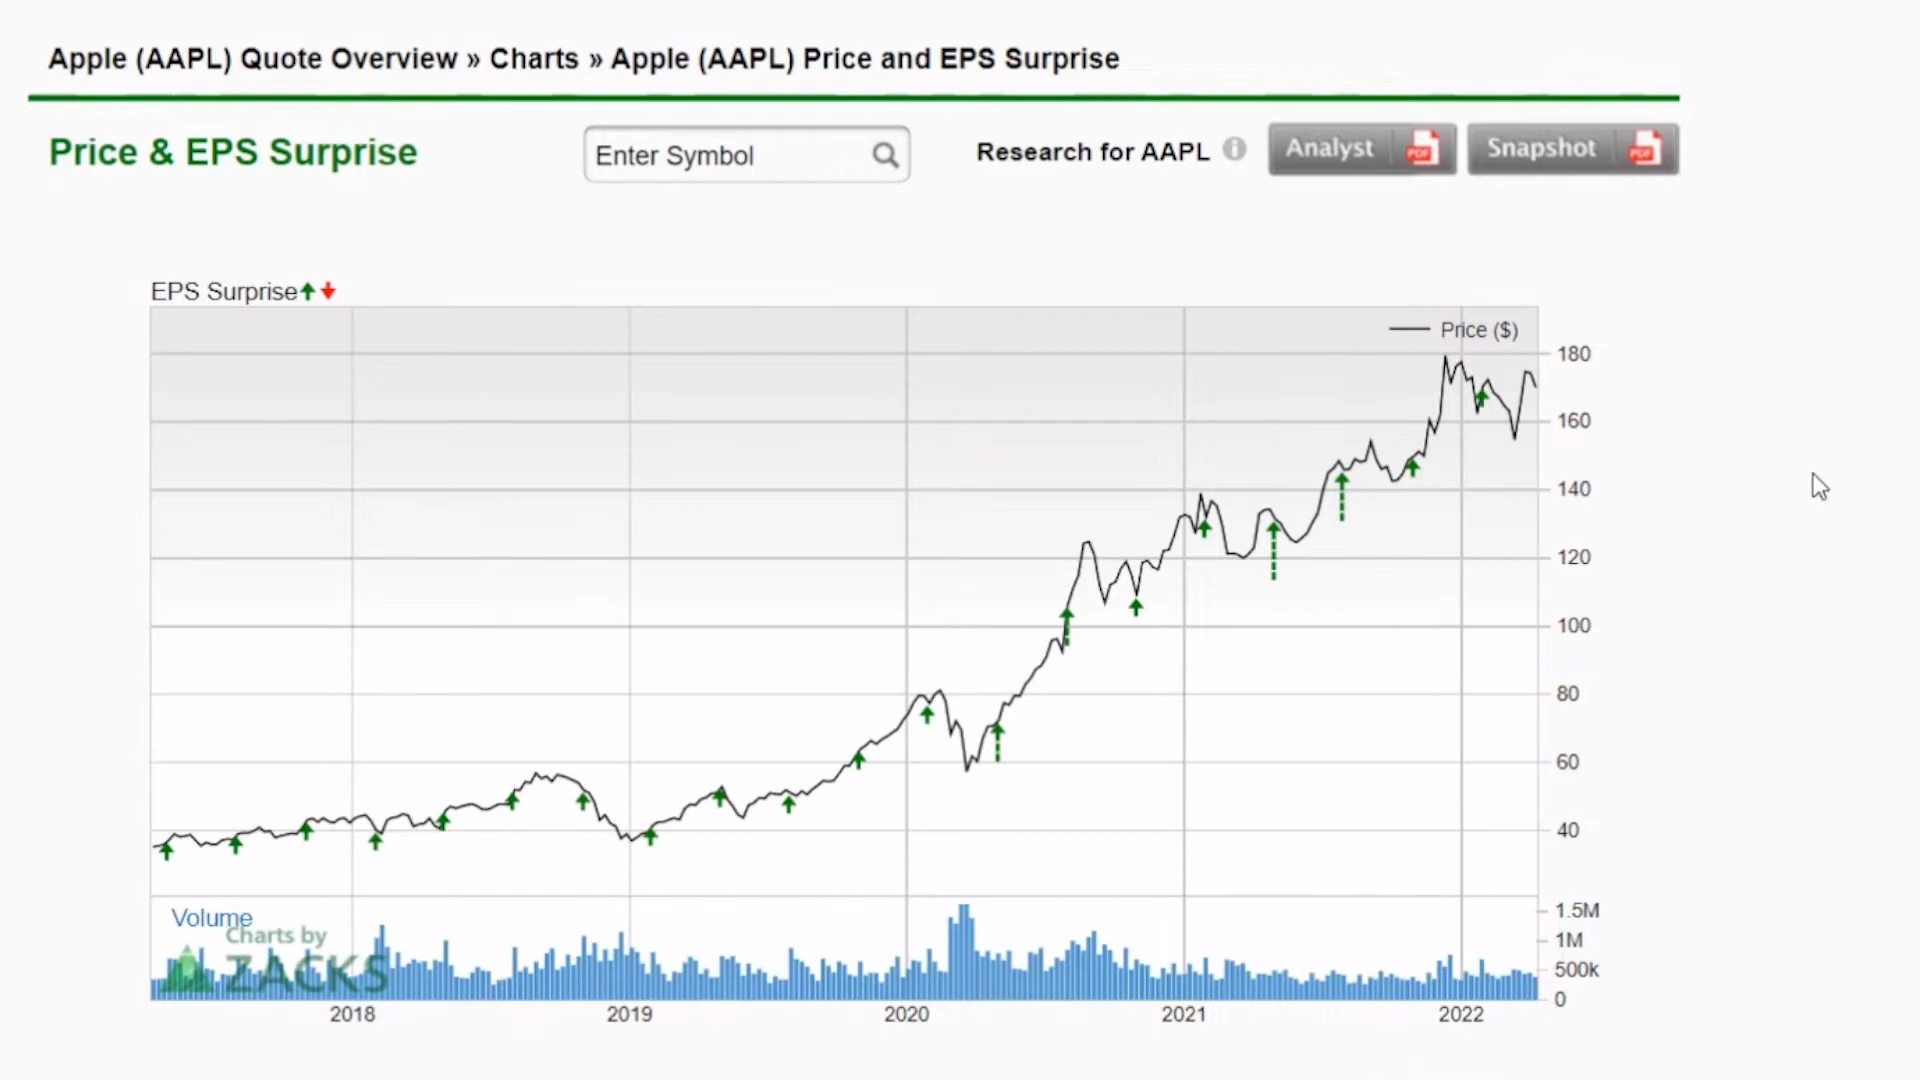 Apple (AAPL) Quote Overview » Charts » Apple (AAPL) Price and EPS Surprise
Price & EPS Surprise
Enter Symbol
Research for AAPL
Analyst
PDF
Snapshot
PDF
EPS Surprise
Price ($)
180
160
140
120
100
80
60
40
Volume
Charts by
ZACKS
1.5M
1M
500k
0
2018 2019 2020 2021 2022